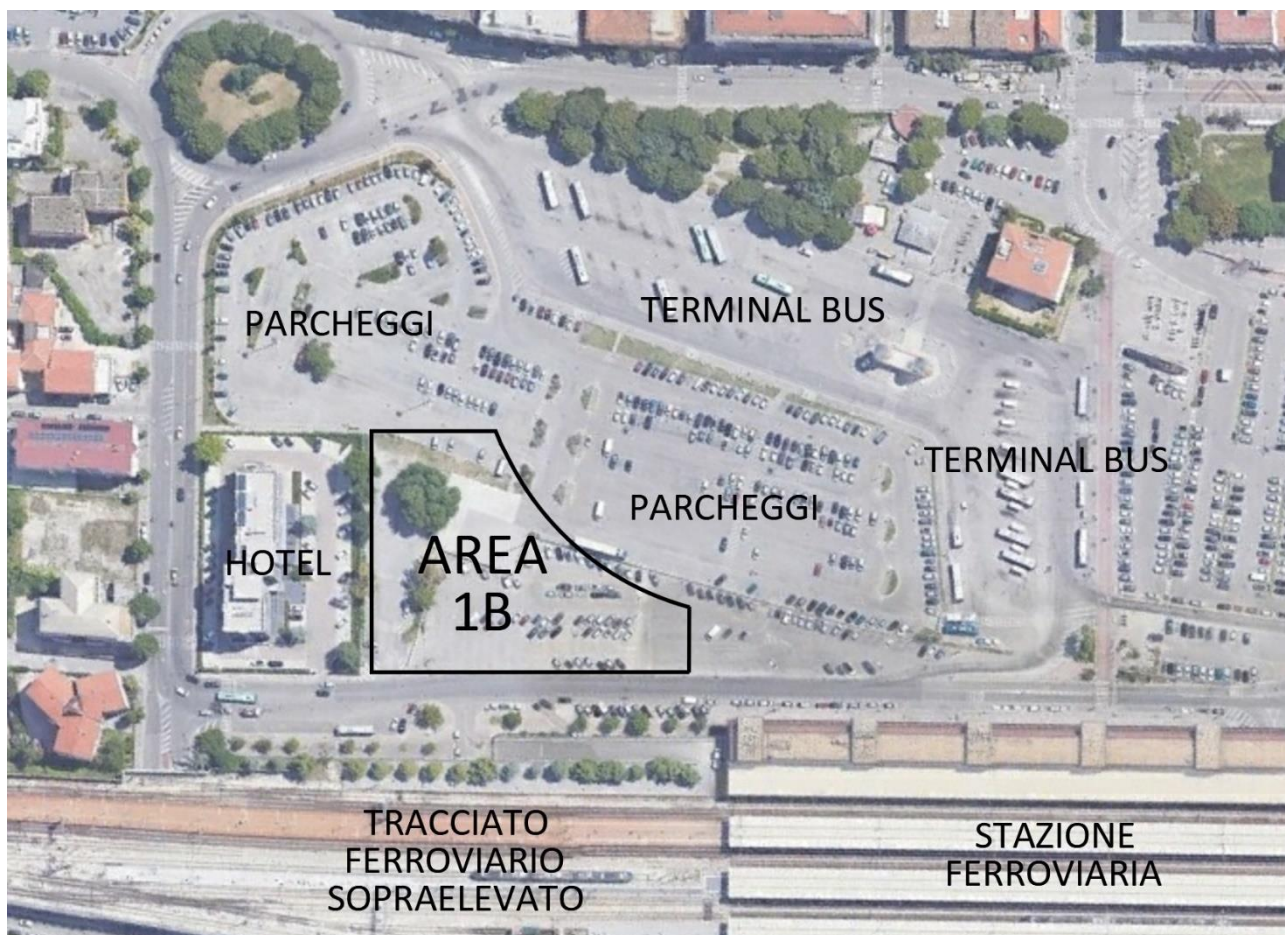 PARCHEGGI
TERMINAL BUS
TERMINAL BUS
PARCHEGGI
HOTEL
AREA
1B
TRACCIATO
FERROVIARIO
SOPRAELEVATO
STAZIONE
FERROVIARIA